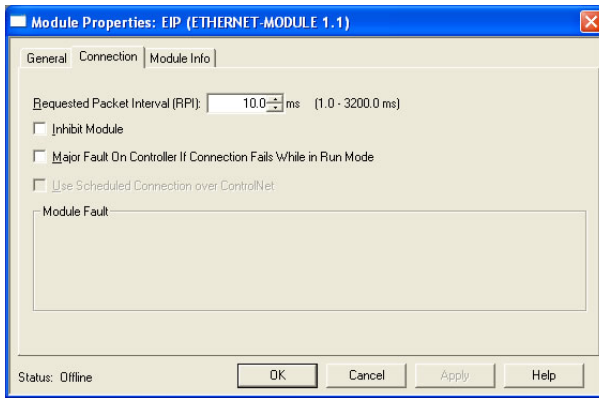 Module Properties: EIP (ETHERNET-MODULE 1.1)
General Connection Module Info
Requested Packet Interval (RPI): 10.0 ms (1.0 - 3200.0 ms)
Inhibit Module
Major Fault On Controller If Connection Fails While in Run Mode
Use Scheduled Connection over ControlNet
Module Fault
Status: Offline OK Cancel Apply Help